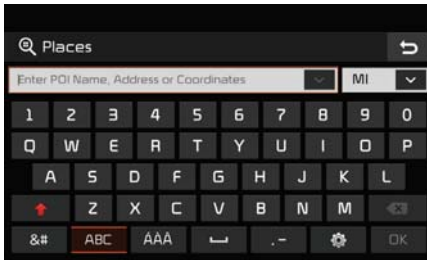 Places
Enter POI Name, Address or Coordinates MI
1 2 3 4 5 6 7 8 9 0
Q W E R T Y U I O P
A S D F G H J K L
Z X C V B N M
&# ABC ÁÀÂ .- OK